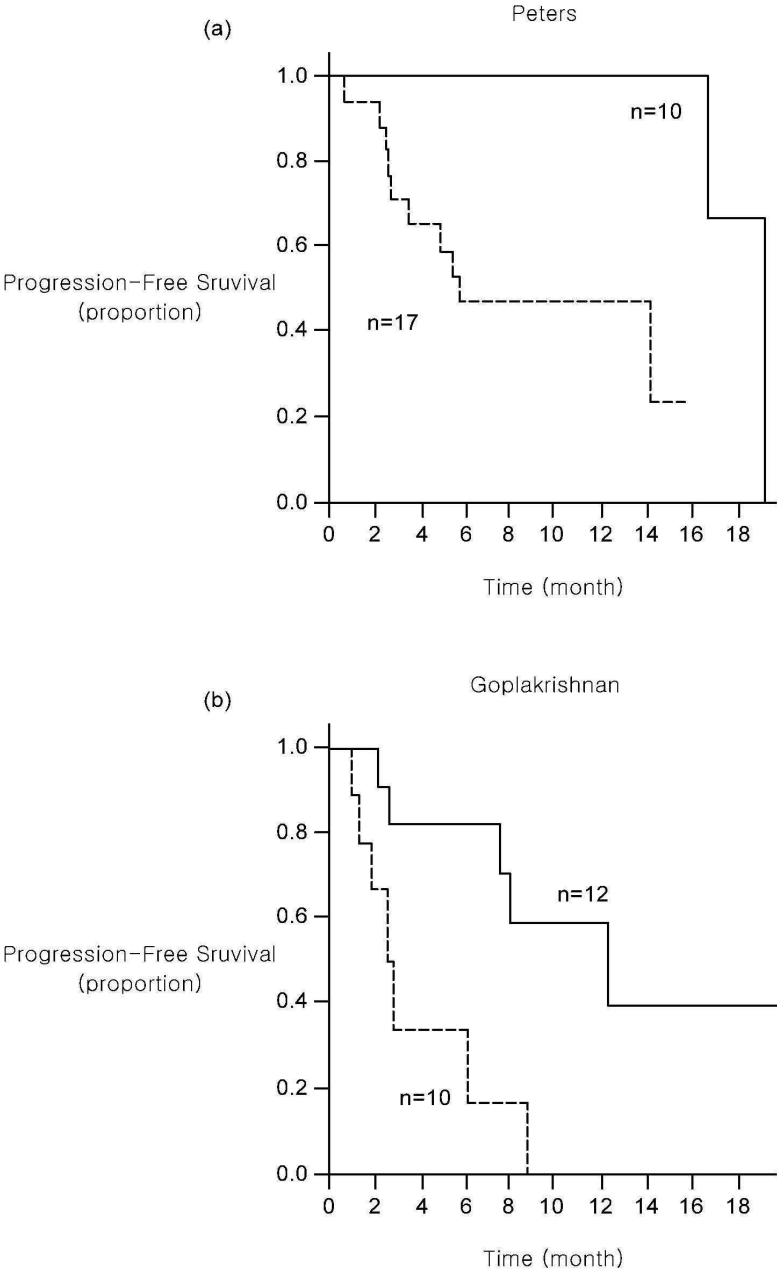 Peters
(a)
1.0
n=10
0.8
0.6
Progression-Free Sruvival
(proportion)
n=17
0.4
0.2
0.0
0 2 4 6 8 10 12 14 16 18
Time (month)
Goplakrishnan
(b)
1.0
0.8
n=12
0.6
Progression-Free Sruvival
(proportion)
0.4
n=10
0.2
0.0
0 2 4 6 8 10 12 14 16 18
Time (month)